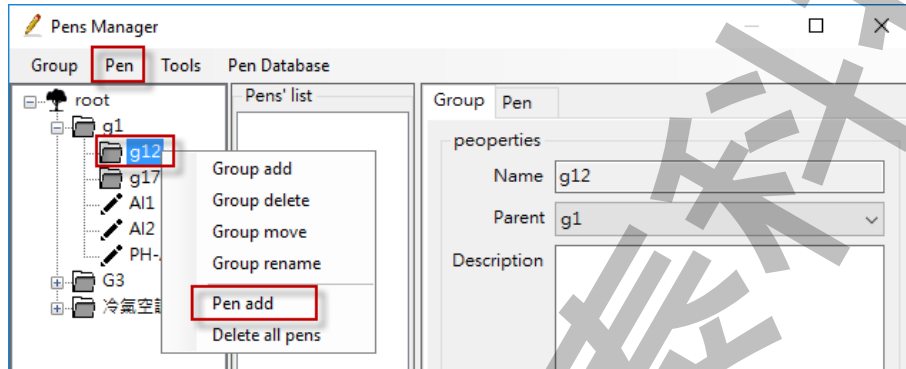 Pens Manager
Group Pen Tools Pen Database
root
g1
g12
g17
AI1
AI2
PH-
G3
冷氣空
Pens' list
Group add
Group delete
Group move
Group rename
Pen add
Delete all pens
Group Pen
peoperties
Name g12
Parent g1
Description